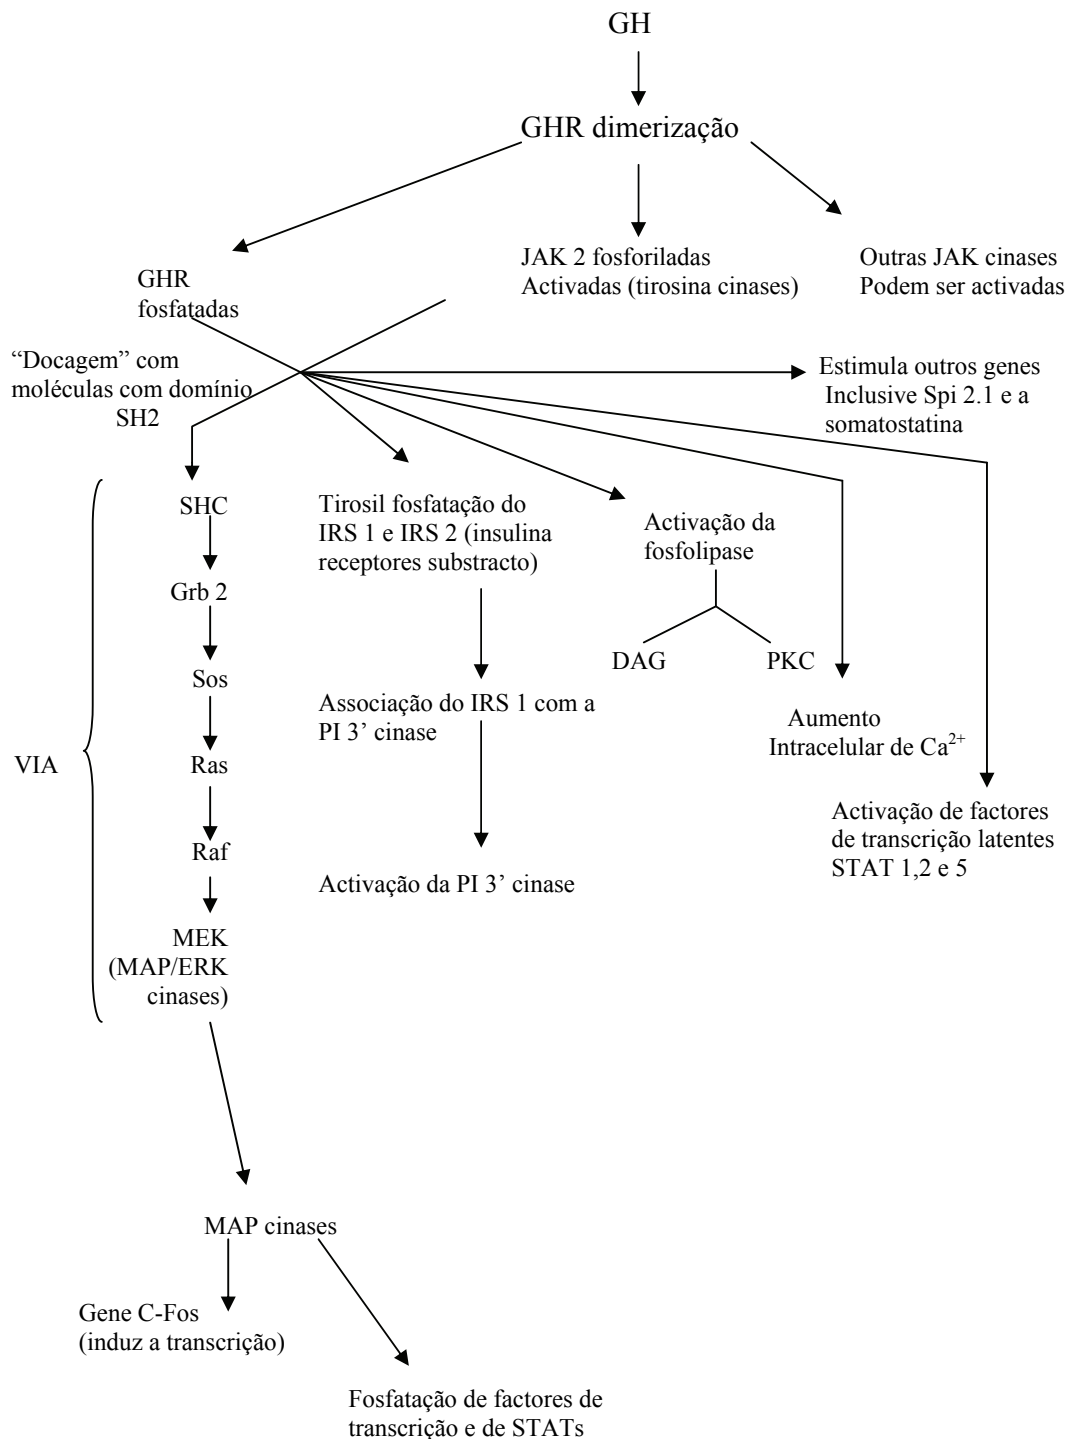 GH
GHR dimerização
JAK 2 fosforiladas
Activadas (tirosina cinases)
Outras JAK cinases
Podem ser activadas
GHR
fosfatadas
“Docagem” com
moléculas com domínio
SH2
Estimula outros genes
Inclusive Spi 2.1 e a
somatostatina
SHC
Grb 2
Sos
Ras
Raf
MEK
(MAP/ERK
cinases)
VIA
Tirosil fosfatação do
IRS 1 e IRS 2 (insulina
receptores substracto)
Associação do IRS 1 com a
PI 3’ cinase
Activação da PI 3’ cinase
Activação da
fosfolipase
DAG
PKC
Aumento
Intracelular de Ca2+
Activação de factores
de transcrição latentes
STAT 1,2 e 5
MAP cinases
Gene C-Fos
(induz a transcrição)
Fosfatação de factores de
transcrição e de STATs